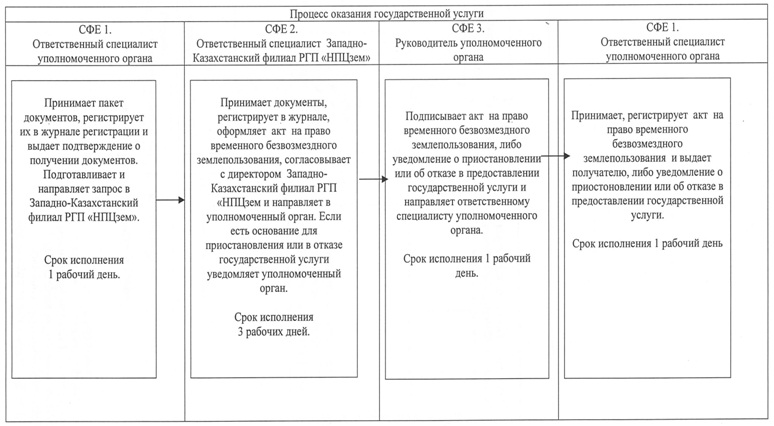 Процесс оказания государственной услуги
СФЕ 1.
Ответственный специалист
уполномоченного органа
СФЕ 2.
Ответственный специалист Западно-
Казахстанский филиал РГП «НПЦзем»
СФЕ 3.
Руководитель уполномоченного
органа
СФЕ 1.
Ответственный специалист
уполномоченного органа
Принимает пакет
документов, регистрирует
их в журнале регистрации и
выдает подтверждение о
получении документов.
Подготавливает и
направляет запрос в
Западно-Казахстанский
филиал РГП «НПЦзем».
Срок исполнения
1 рабочий день.
Принимает документы,
регистрирует в журнале,
оформляет акт на право
временного безвозмездного
землепользования, согласовывает
с директором Западно-
Казахстанский филиал РГП
«НПЦзем и направляет в
уполномоченный орган. Если
есть основание для
приостановления или в отказе
государственной услуги
уведомляет уполномоченный
орган.
Срок исполнения
3 рабочих дней.
Подписывает акт на право
временного безвозмездного
землепользования, либо
уведомление о приостановлении
или об отказе в предоставлении
государственной услуги и
направляет ответственному
специалисту уполномоченного
органа.
Срок исполнения 1 рабочий
день.
Принимает, регистрирует акт на
право временного
безвозмездного
землепользования и выдает
получателю, либо уведомление о
приостоновлении или об отказе в
предоставлении государственной
услуги.
Срок исполнения 1 рабочий день